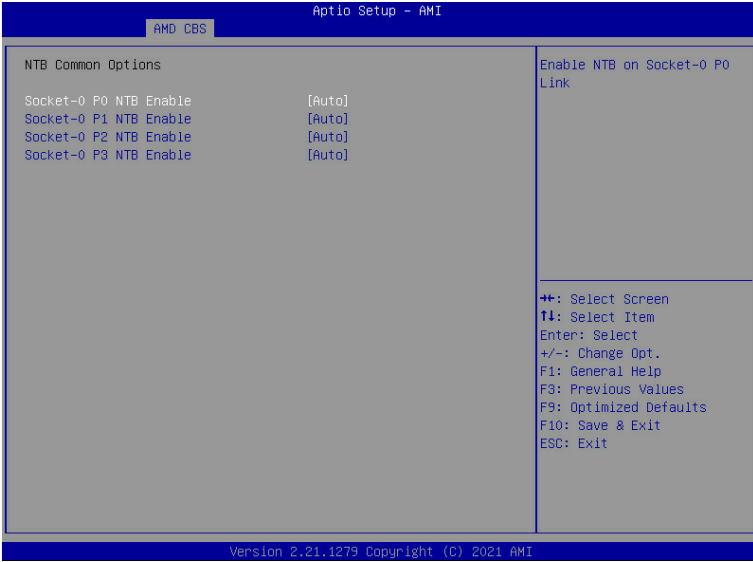 Aptio Setup – AMI
AMD CBS
NTB Common Options
Socket-0 P0 NTB Enable [Auto]
Socket-0 P1 NTB Enable [Auto]
Socket-0 P2 NTB Enable [Auto]
Socket-0 P3 NTB Enable [Auto]
Enable NTB on Socket-0 P0
Link
→←: Select Screen
↑↓: Select Item
Enter: Select
+/-: Change Opt.
F1: General Help
F3: Previous Values
F9: Optimized Defaults
F10: Save & Exit
ESC: Exit
Version 2.21.1279 Copyright (C) 2021 AMI